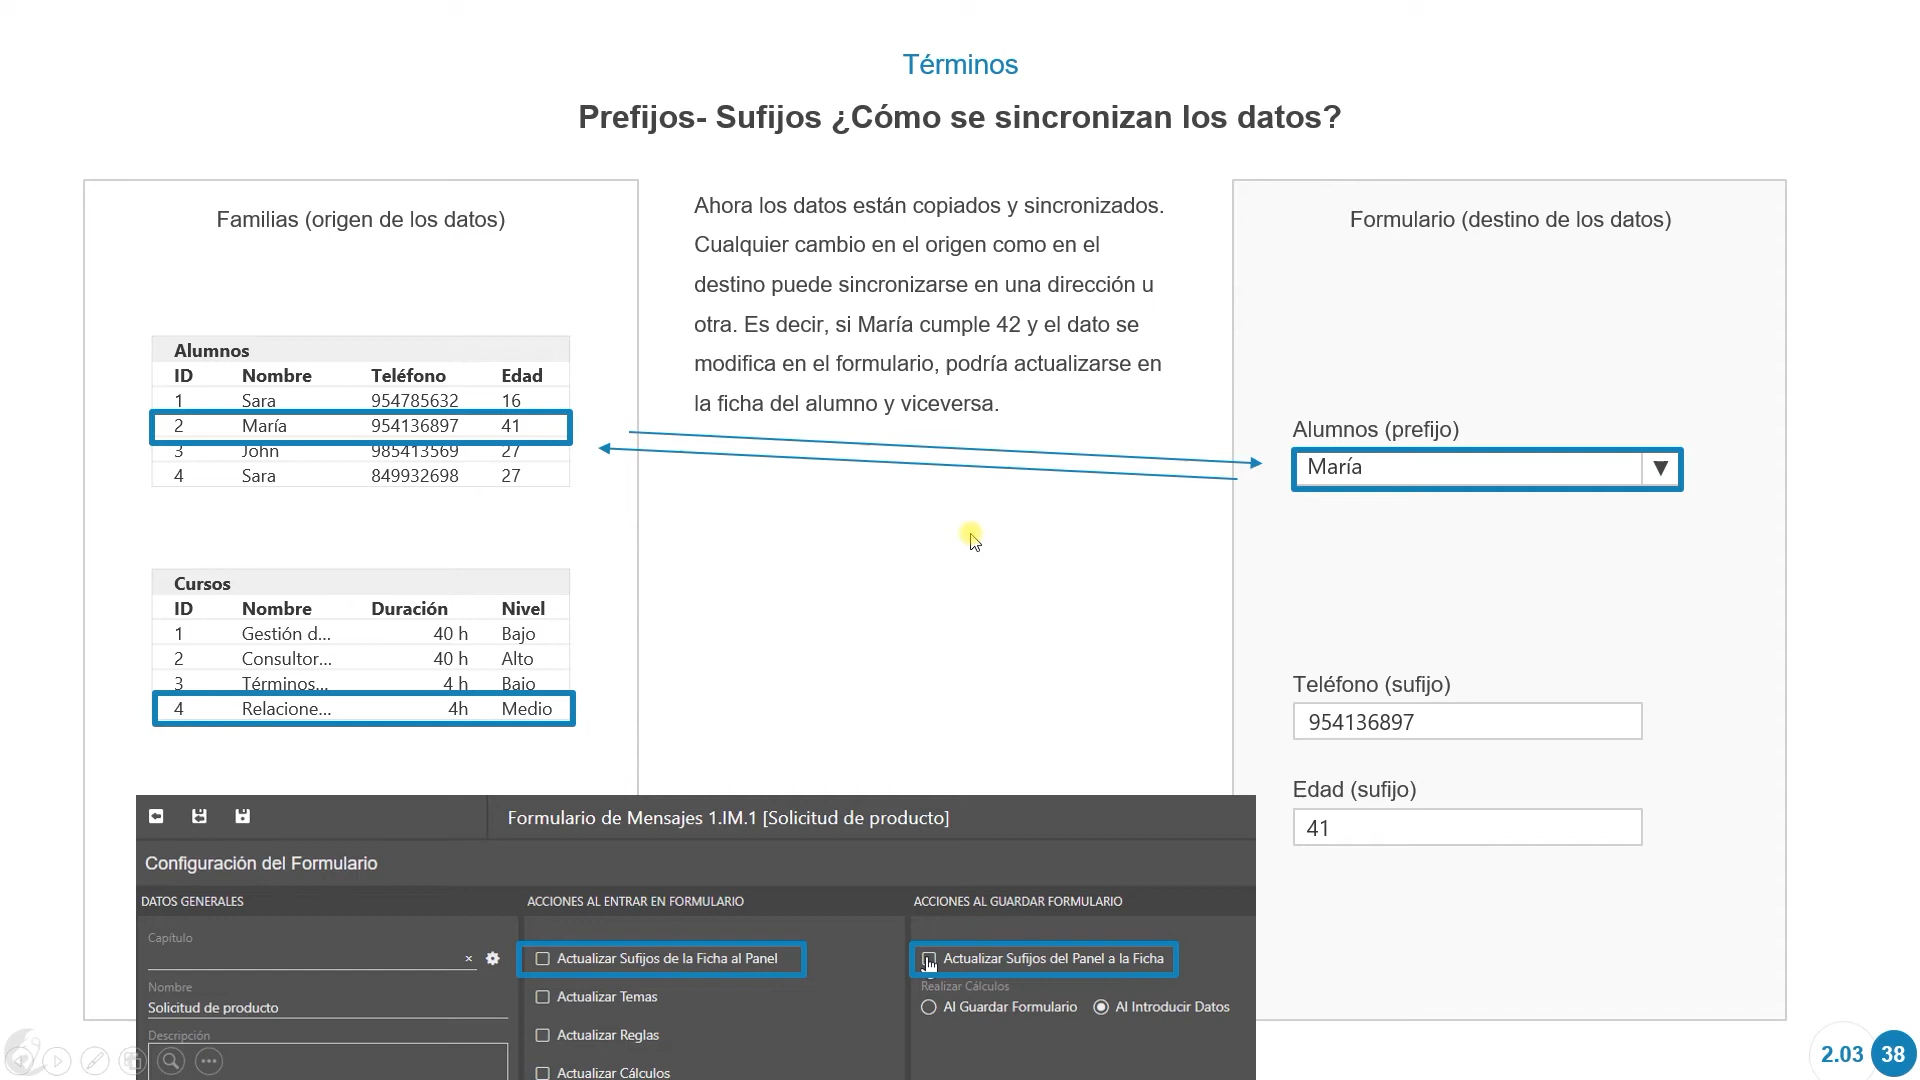 Términos
Prefijos- Sufijos ¿Cómo se sincronizan los datos?
Familias (origen de los datos)
Alumnos
ID Nombre Teléfono Edad
1 Sara 954785632 16
2 María 954136897 41
3 John 985413569 27
4 Sara 849932698 27
Cursos
ID Nombre Duración Nivel
1 Gestión d... 40 h Bajo
2 Consultor... 40 h Alto
3 Términos... 4 h Bajo
4 Relacione... 4h Medio
Ahora los datos están copiados y sincronizados.
Cualquier cambio en el origen como en el
destino puede sincronizarse en una dirección u
otra. Es decir, si María cumple 42 y el dato se
modifica en el formulario, podría actualizarse en
la ficha del alumno y viceversa.
Formulario (destino de los datos)
Alumnos (prefijo)
María
Teléfono (sufijo)
954136897
Edad (sufijo)
41
Formulario de Mensajes 1.IM.1 [Solicitud de producto]
Configuración del Formulario
DATOS GENERALES
Capítulo
Nombre
Solicitud de producto
Descripción
ACCIONES AL ENTRAR EN FORMULARIO
Actualizar Sufijos de la Ficha al Panel
Actualizar Temas
Actualizar Reglas
Actualizar Cálculos
ACCIONES AL GUARDAR FORMULARIO
Actualizar Sufijos del Panel a la Ficha
Realizar Cálculos
Al Guardar Formulario Al Introducir Datos
2.03 38